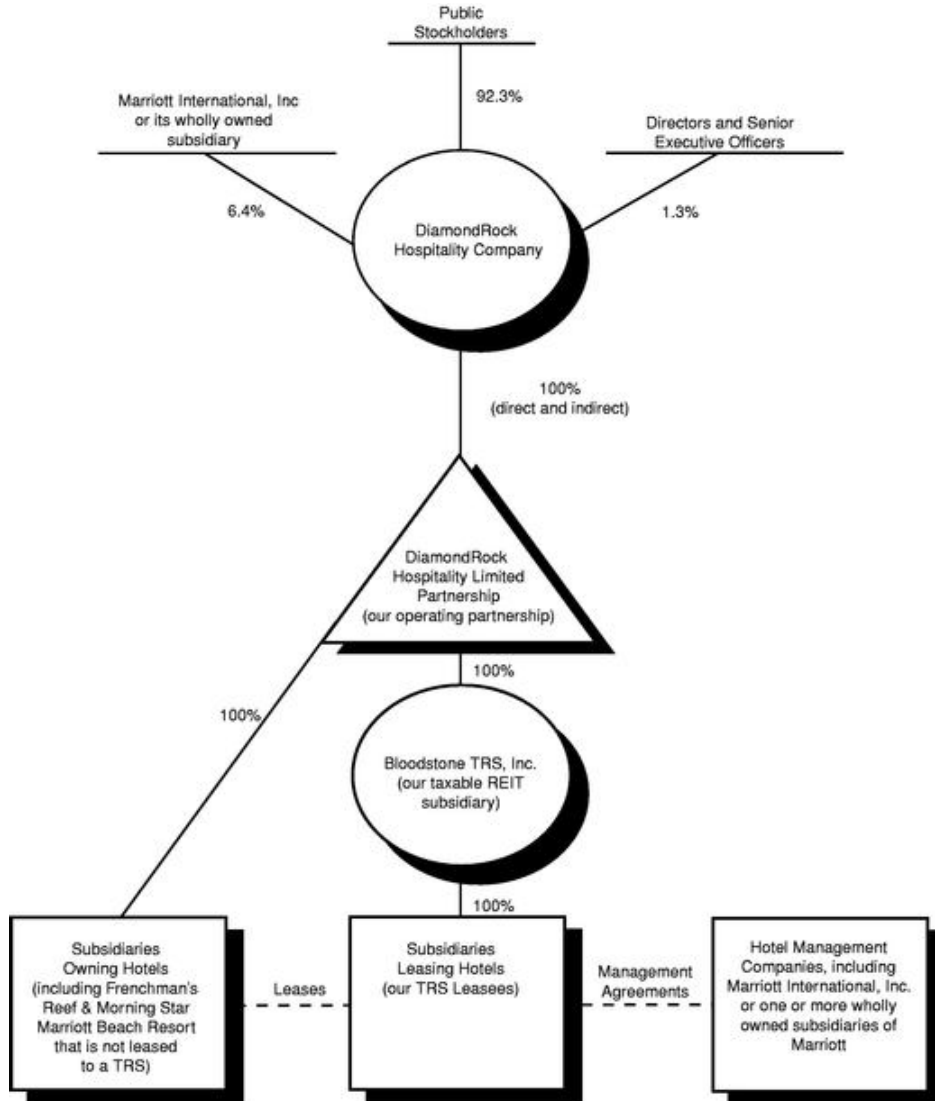 Public
Stockholders
92.3%
Marriott International, Inc
or its wholly owned
subsidiary
Directors and Senior
Executive Officers
6.4%
1.3%
DiamondRock
Hospitality Company
100%
(direct and indirect)
DiamondRock
Hospitality Limited
Partnership
(our operating partnership)
100%
100%
Bloodstone TRS, Inc.
(our taxable REIT
subsidiary)
100%
Subsidiaries
Owning Hotels
(including Frenchman's
Reef & Morning Star
Marriott Beach Resort
that is not leased
to a TRS)
Leases
Subsidiaries
Leasing Hotels
(our TRS Leasees)
Management
Agreements
Hotel Management
Companies, including
Marriott International, Inc.
or one or more wholly
owned subsidiaries of
Marriott